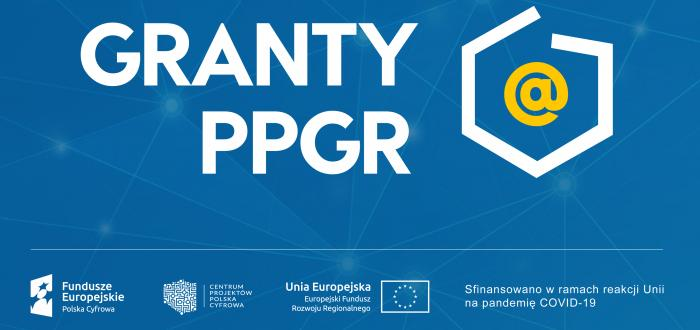 GRANTY
PPGR
@
Fundusze
Europejskie
Polska Cyfrowa
CENTRUM
PROJEKTÓW
POLSKA
CYFROWA
Unia Europejska
Europejski Fundusz
Rozwoju Regionalnego
Sfinansowano w ramach reakcji Unii
na pandemię COVID-19